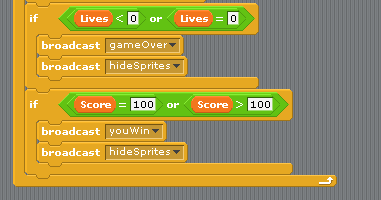 if Lives < 0 or Lives = 0
broadcast gameOver
broadcast hideSprites
if Score = 100 or Score > 100
broadcast youWin
broadcast hideSprites